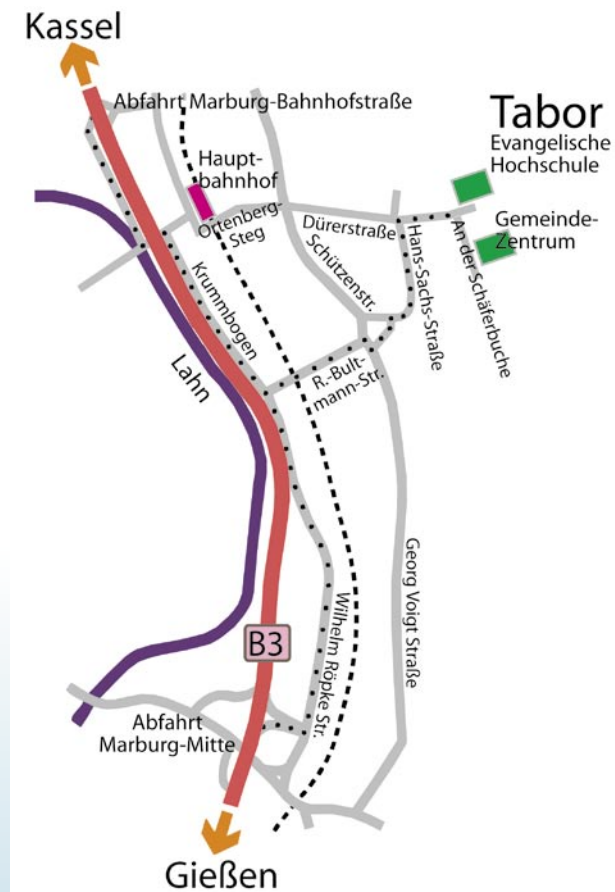 Kassel
Abfahrt Marburg-Bahnhofstraße
Tabor
Evangelische
Hochschule
Haupt-
bahnhof
Gemeinde-
Zentrum
Ortenberg-
Steg
Dürerstraße
Schützenstr.
Hans-Sachs-Straße
An der Schäferbuche
Krummbogen
Lahn
R.-Bult-
mann-Str.
Georg Voigt Straße
Wilhelm Röpke Str.
B3
Abfahrt
Marburg-Mitte
Gießen